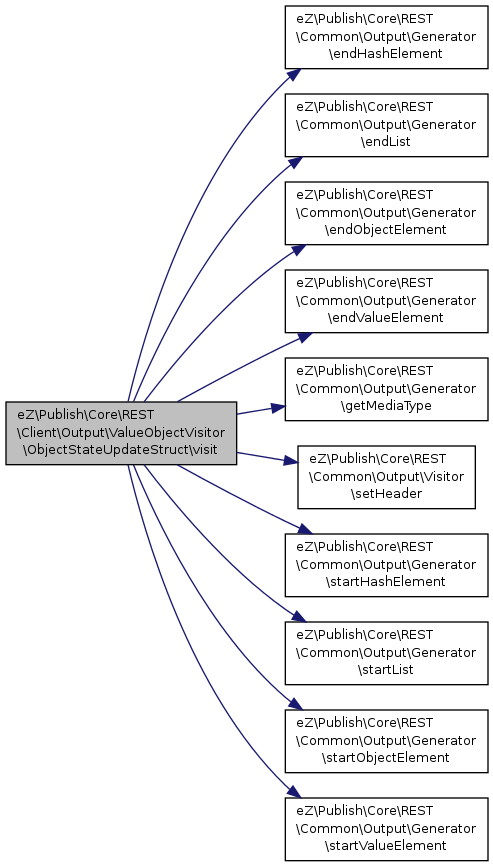 eZ\Publish\Core\REST
\Common\Output\Generator
\endHashElement
eZ\Publish\Core\REST
\Common\Output\Generator
\endList
eZ\Publish\Core\REST
\Common\Output\Generator
\endObjectElement
eZ\Publish\Core\REST
\Common\Output\Generator
\endValueElement
eZ\Publish\Core\REST
\Common\Output\Generator
\getMediaType
eZ\Publish\Core\REST
\Client\Output\ValueObjectVisitor
\ObjectStateUpdateStruct\visit
eZ\Publish\Core\REST
\Common\Output\Visitor
\setHeader
eZ\Publish\Core\REST
\Common\Output\Generator
\startHashElement
eZ\Publish\Core\REST
\Common\Output\Generator
\startList
eZ\Publish\Core\REST
\Common\Output\Generator
\startObjectElement
eZ\Publish\Core\REST
\Common\Output\Generator
\startValueElement